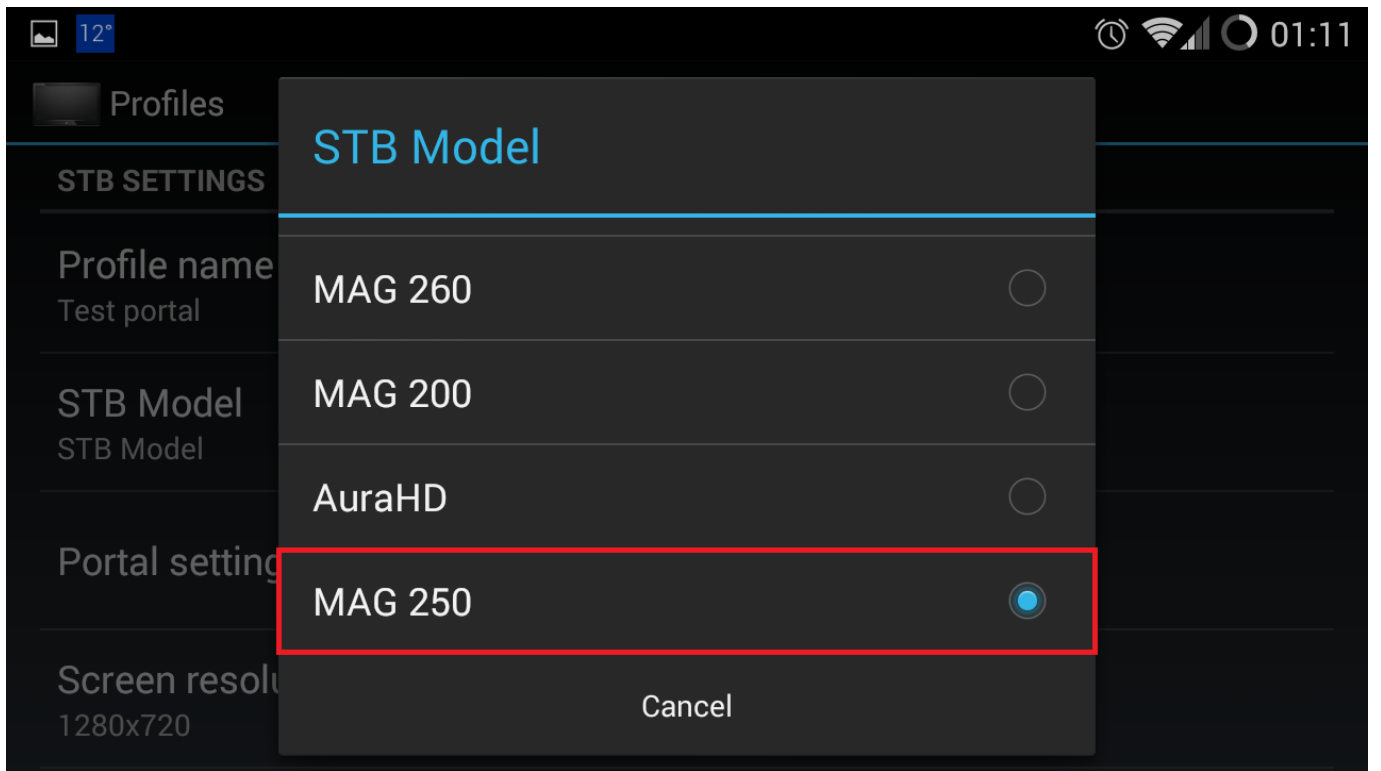 12°
01:11
Profiles
STB Model
STB SETTINGS
Profile name
Test portal
STB Model
STB Model
Portal setting
Screen resolu
1280x720
MAG 260
MAG 200
AuraHD
MAG 250
Cancel